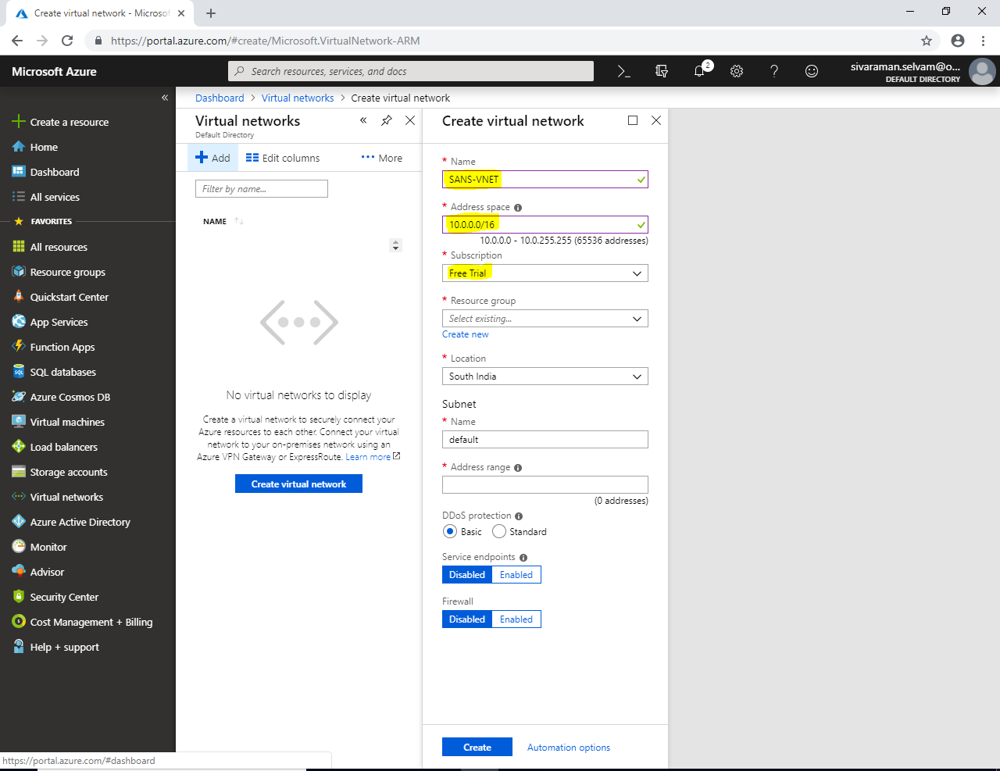 Create virtual network - Microsof
https://portal.azure.com/#create/Microsoft.VirtualNetwork-ARM
Microsoft Azure
Search resources, services, and docs
2
sivaraman.selvam@o...
DEFAULT DIRECTORY
Dashboard > Virtual networks > Create virtual network
Create a resource
Home
Dashboard
All services
FAVORITES
All resources
Resource groups
Quickstart Center
App Services
Function Apps
SQL databases
Azure Cosmos DB
Virtual machines
Load balancers
Storage accounts
Virtual networks
Azure Active Directory
Monitor
Advisor
Security Center
Cost Management + Billing
Help + support
https://portal.azure.com/#dashboard
Virtual networks
Default Directory
Add Edit columns ··· More
Filter by name...
NAME
No virtual networks to display
Create a virtual network to securely connect your
Azure resources to each other. Connect your virtual
network to your on-premises network using an
Azure VPN Gateway or ExpressRoute. Learn more
Create virtual network
Create virtual network
* Name
SANS-VNET
* Address space
10.0.0.0/16
10.0.0.0 - 10.0.255.255 (65536 addresses)
* Subscription
Free Trial
* Resource group
Select existing...
Create new
* Location
South India
Subnet
* Name
default
* Address range
(0 addresses)
DDoS protection
Basic Standard
Service endpoints
Disabled Enabled
Firewall
Disabled Enabled
Create Automation options